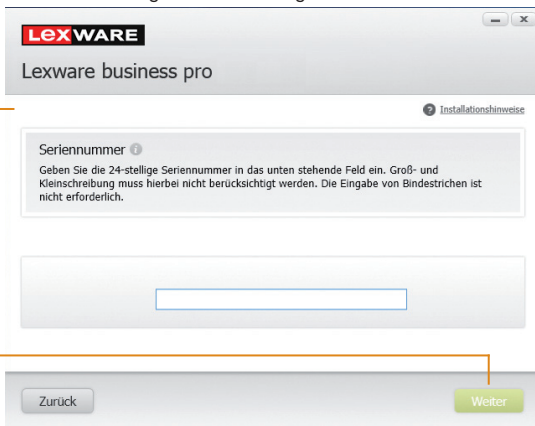 LEXWARE
Lexware business pro
Installationshinweise
Seriennummer
Geben Sie die 24-stellige Seriennummer in das unten stehende Feld ein. Groß- und
Kleinschreibung muss hierbei nicht berücksichtigt werden. Die Eingabe von Bindestrichen ist
nicht erforderlich.
Zurück
Weiter